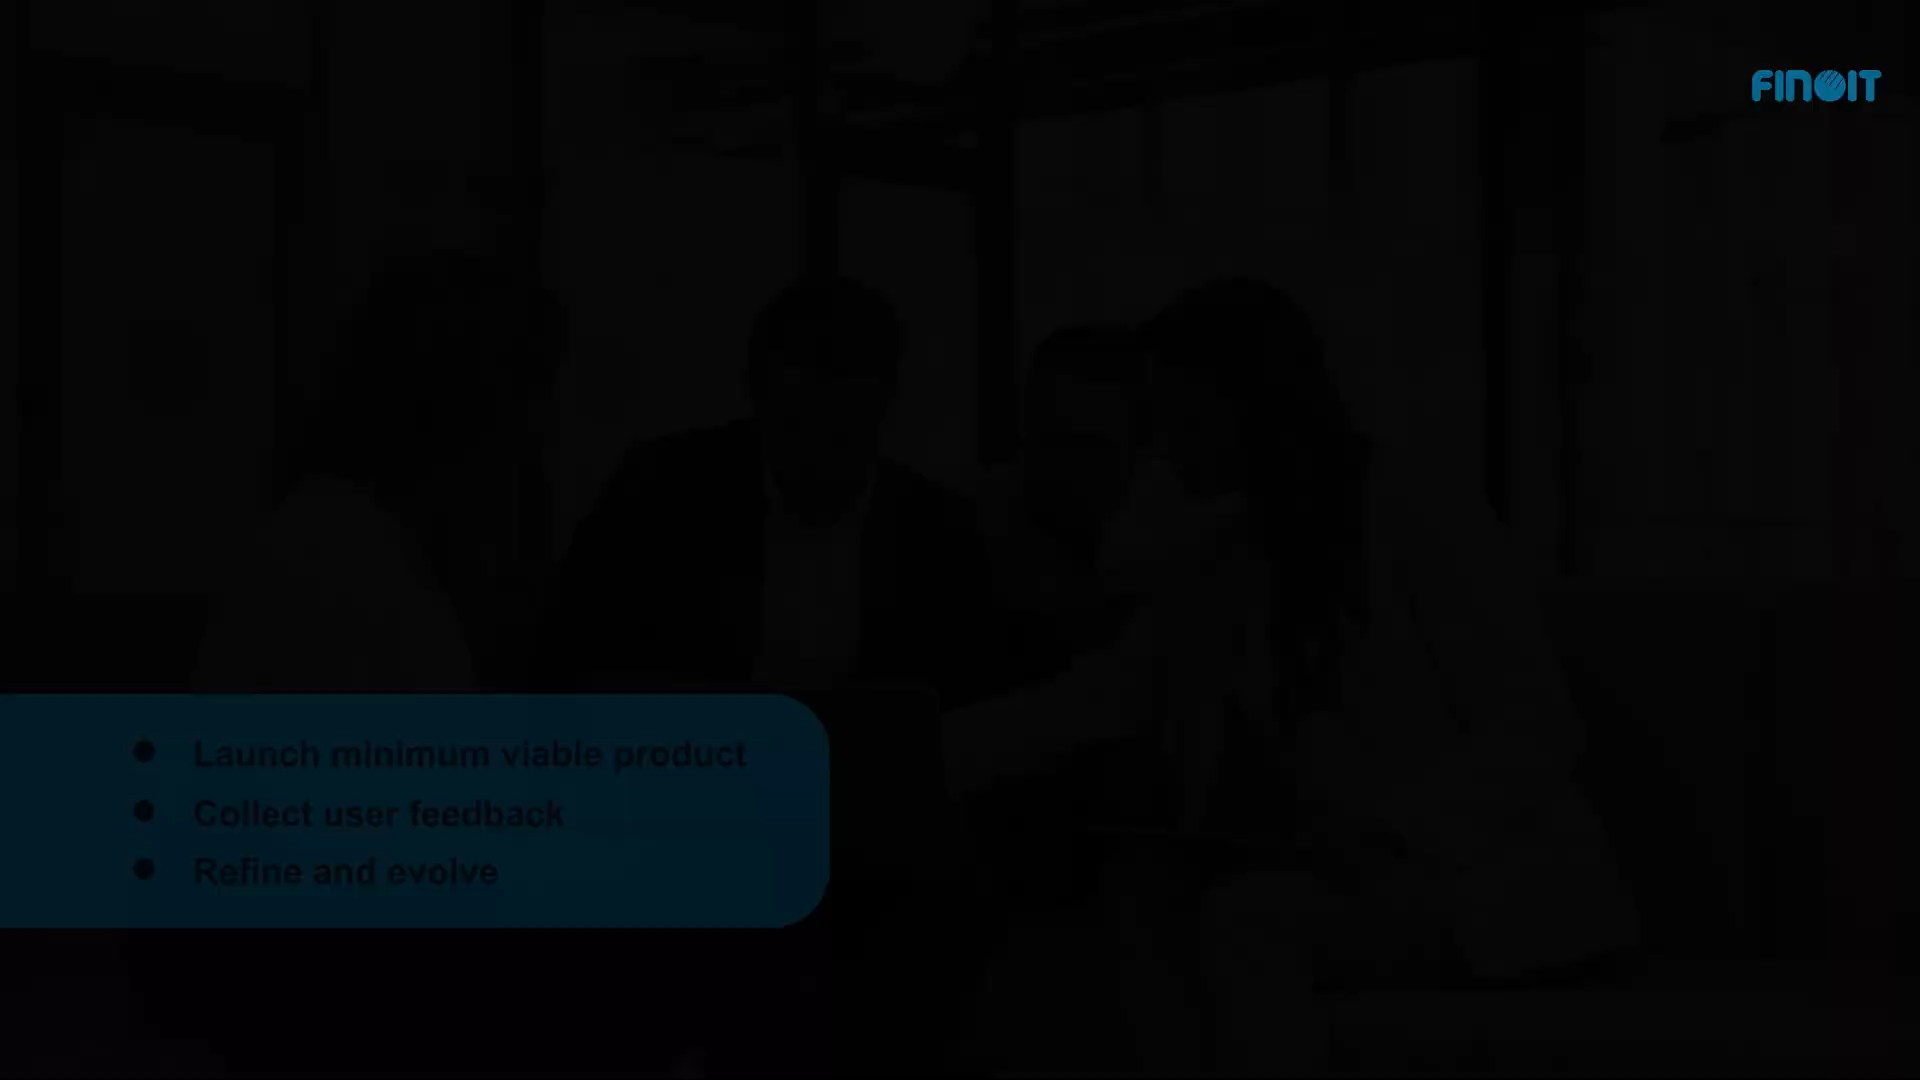 FINOIT
● Launch minimum viable product
● Collect user feedback
● Refine and evolve